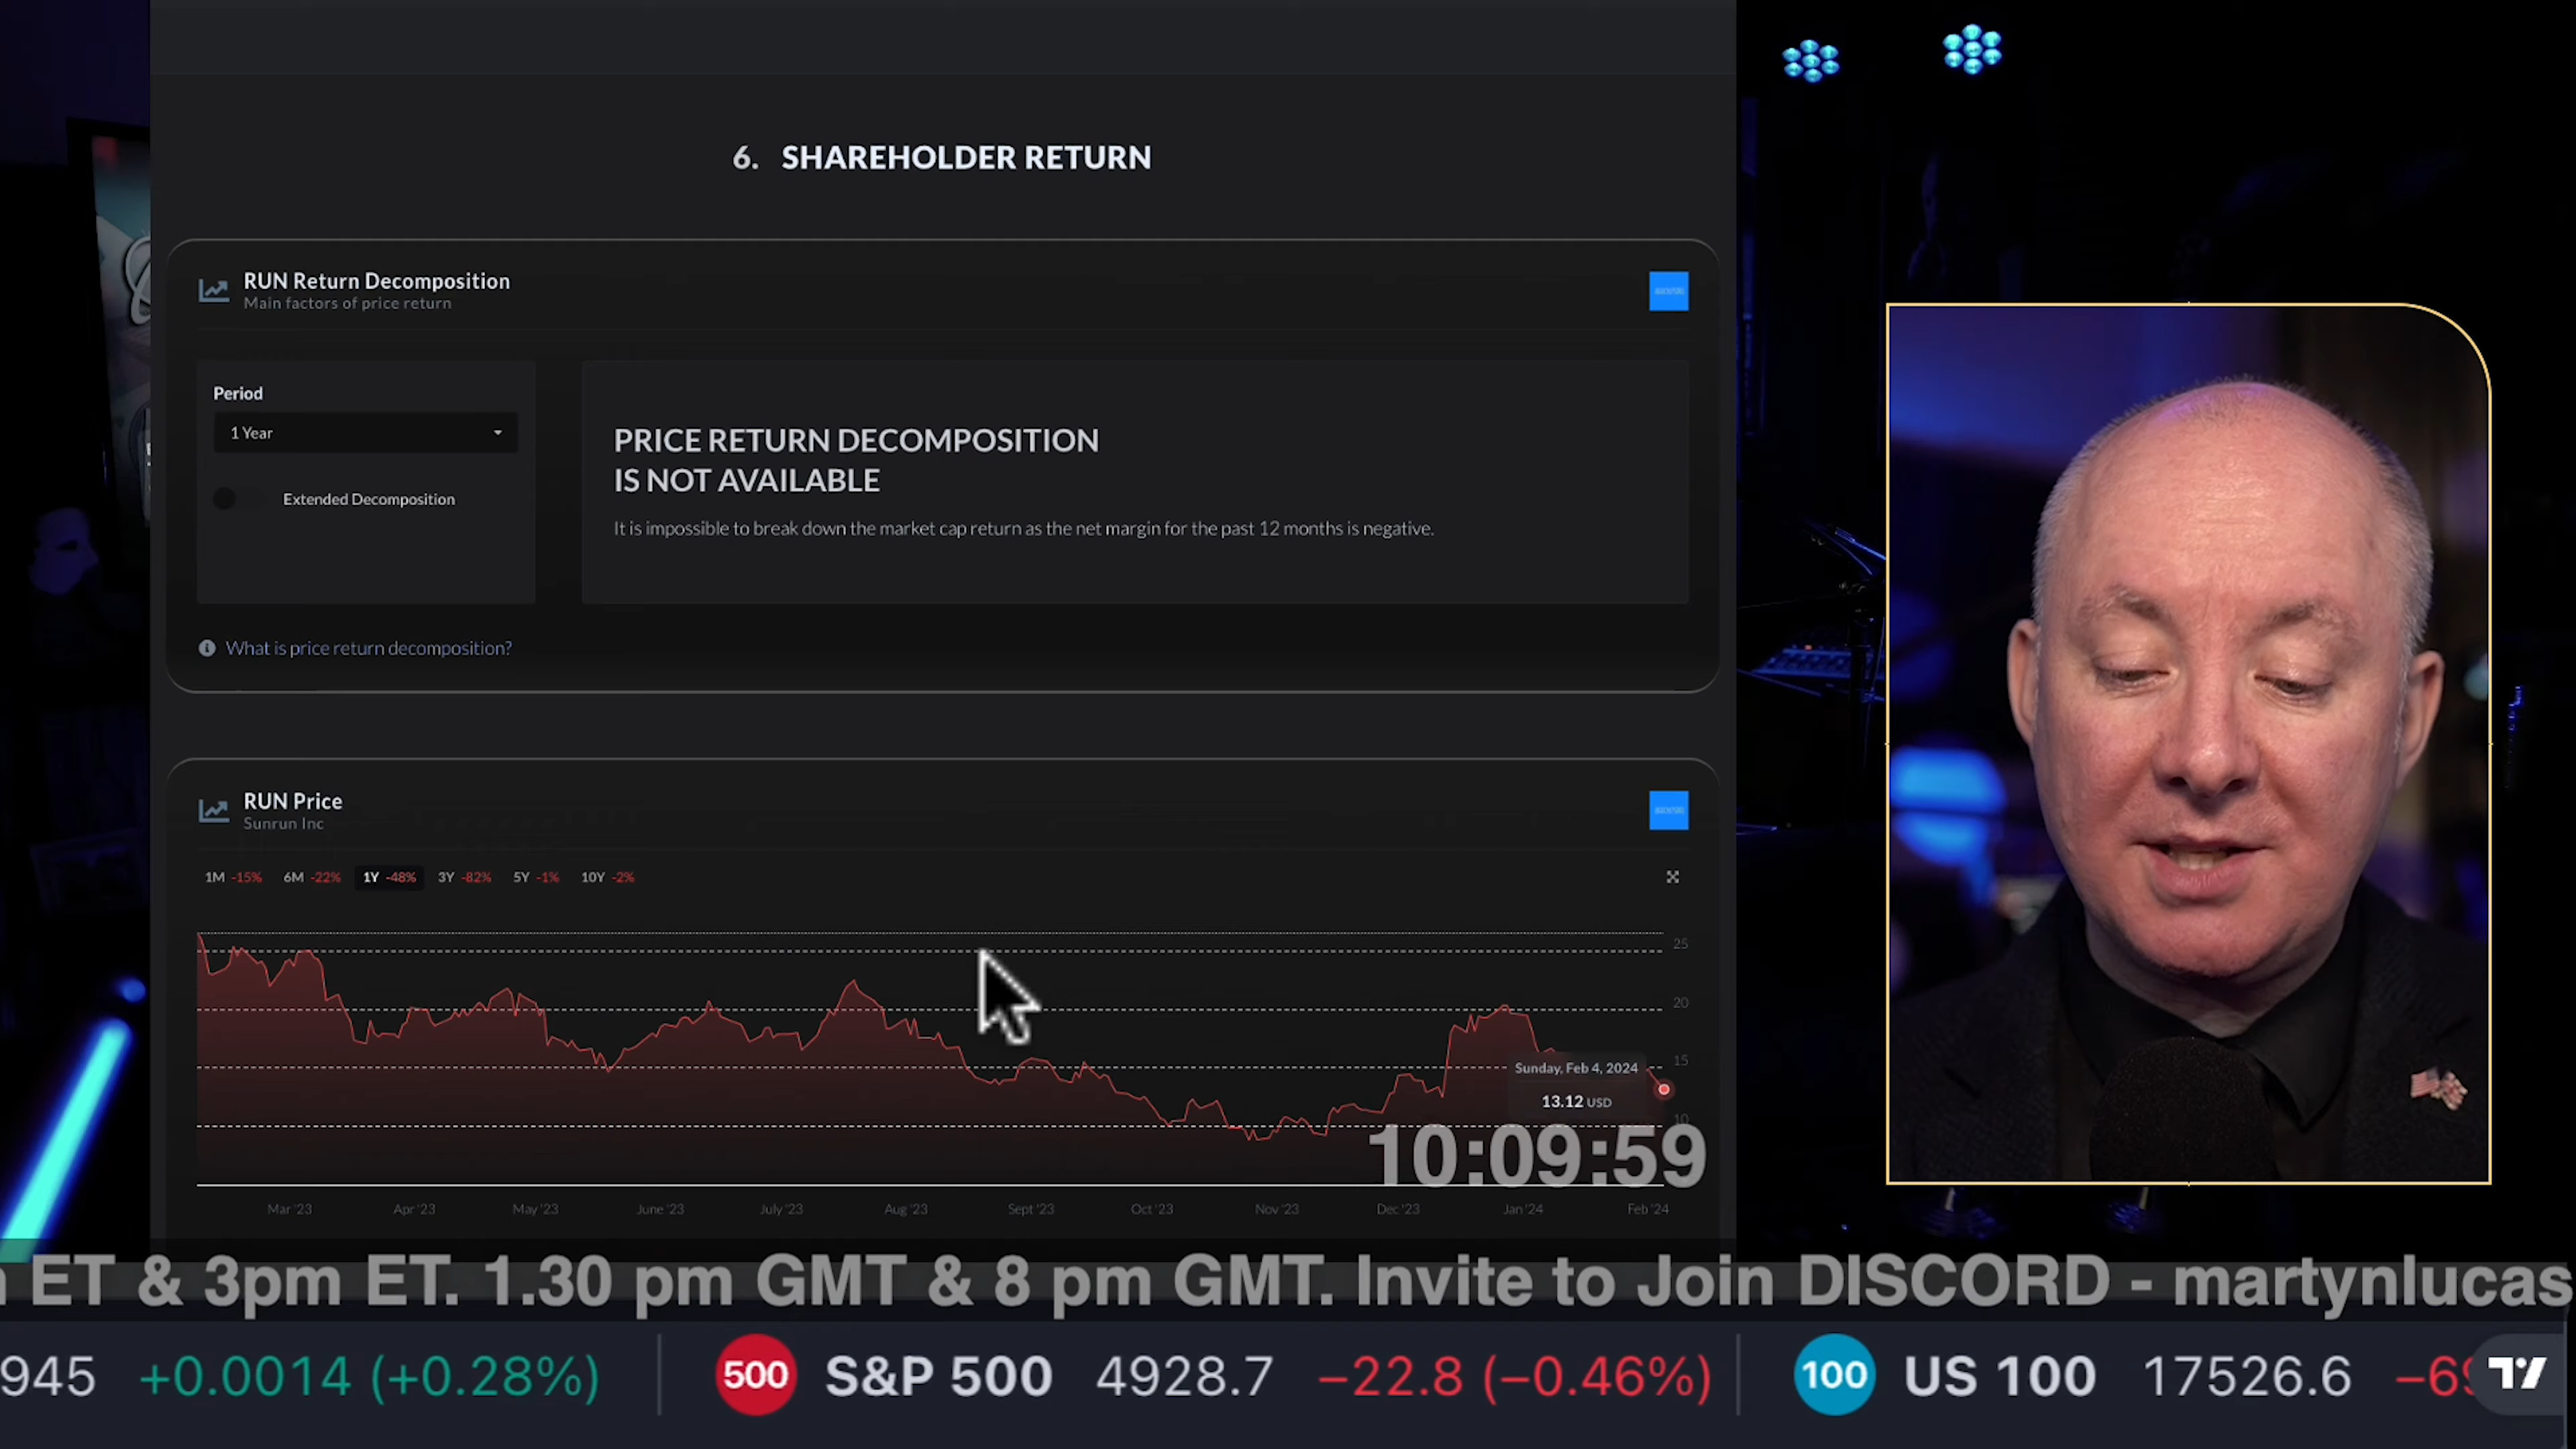 6. SHAREHOLDER RETURN
RUN Return Decomposition
Main factors of price return
Period
1 Year
Extended Decomposition
PRICE RETURN DECOMPOSITION
IS NOT AVAILABLE
It is impossible to break down the market cap return as the net margin for the past 12 months is negative.
What is price return decomposition?
RUN Price
Sunrun Inc
1M -15% 6M -22% 1Y -48% 3Y -82% 5Y -1% 10Y -2%
25
20
15
Sunday, Feb 4, 2024
13.12 USD
10
10:09:59
Mar '23 Apr '23 May '23 June '23 July '23 Aug '23 Sept '23 Oct '23 Nov '23 Dec '23 Jan '24 Feb '24
ET & 3pm ET. 1.30 pm GMT & 8 pm GMT. Invite to Join DISCORD - martynlucas
945 +0.0014 (+0.28%) 500 S&P 500 4928.7 −22.8 (−0.46%) 100 US 100 17526.6 −69